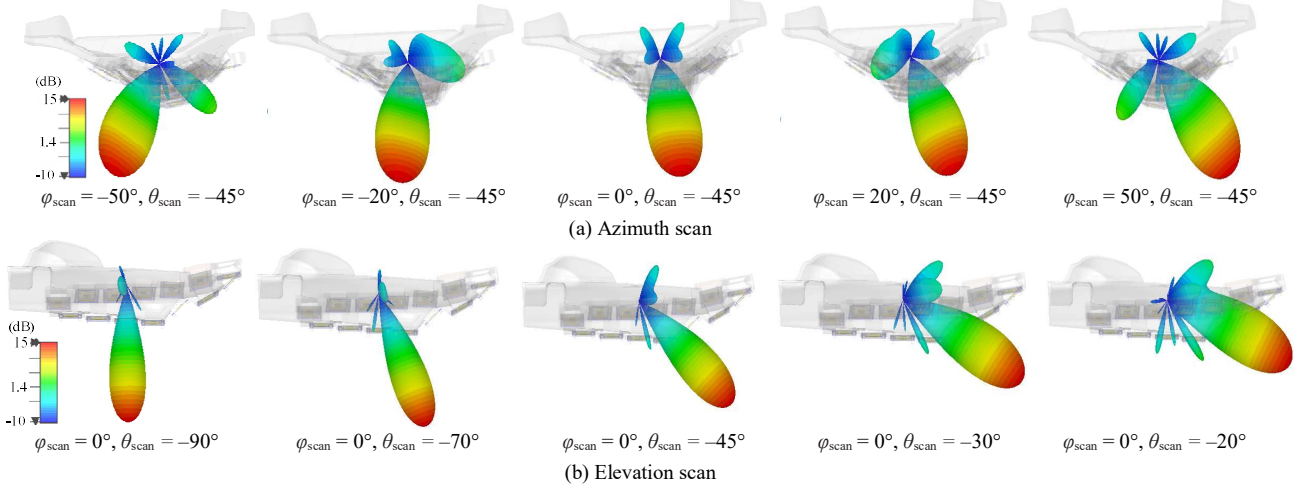 (dB)
15
1.4
-10
φscan = –50°, θscan = –45°
φscan = –20°, θscan = –45°
φscan = 0°, θscan = –45°
φscan = 20°, θscan = –45°
φscan = 50°, θscan = –45°
(a) Azimuth scan
(dB)
15
1.4
-10
φscan = 0°, θscan = –90°
φscan = 0°, θscan = –70°
φscan = 0°, θscan = –45°
φscan = 0°, θscan = –30°
φscan = 0°, θscan = –20°
(b) Elevation scan